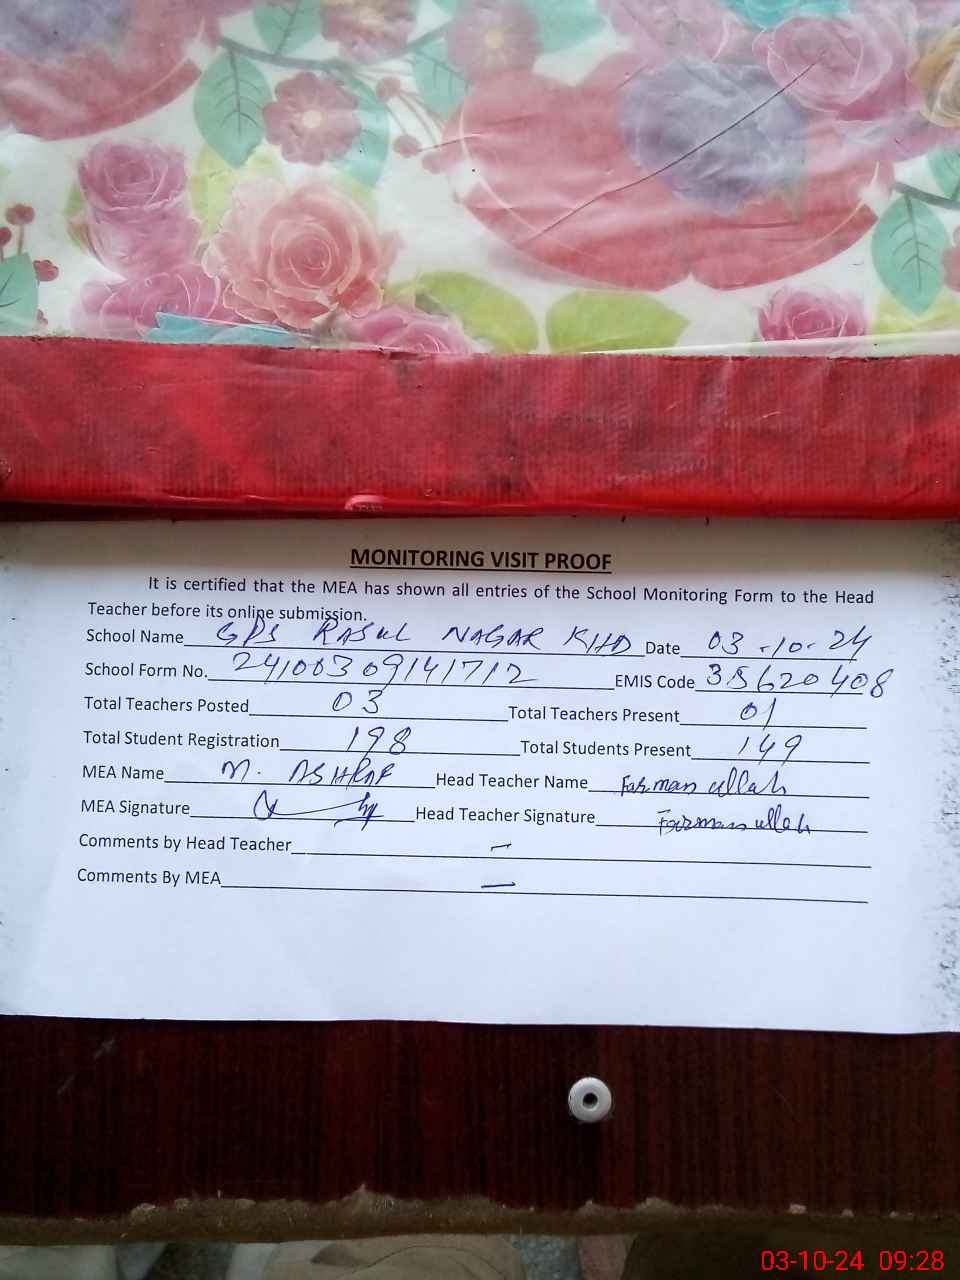 MONITORING VISIT PROOF
It is certified that the MEA has shown all entries of the School Monitoring Form to the Head
Teacher before its online submission.
School Name GPS RASUL NAGAR KHD Date 03-10-24
School Form No. 24100309141712 EMIS Code 35620408
Total Teachers Posted 03 Total Teachers Present 01
Total Student Registration 198 Total Students Present 149
MEA Name M. ASHRAF Head Teacher Name Farman ullah
MEA Signature Head Teacher Signature Farman ullah
Comments by Head Teacher -
Comments By MEA -
03-10-24 09:28